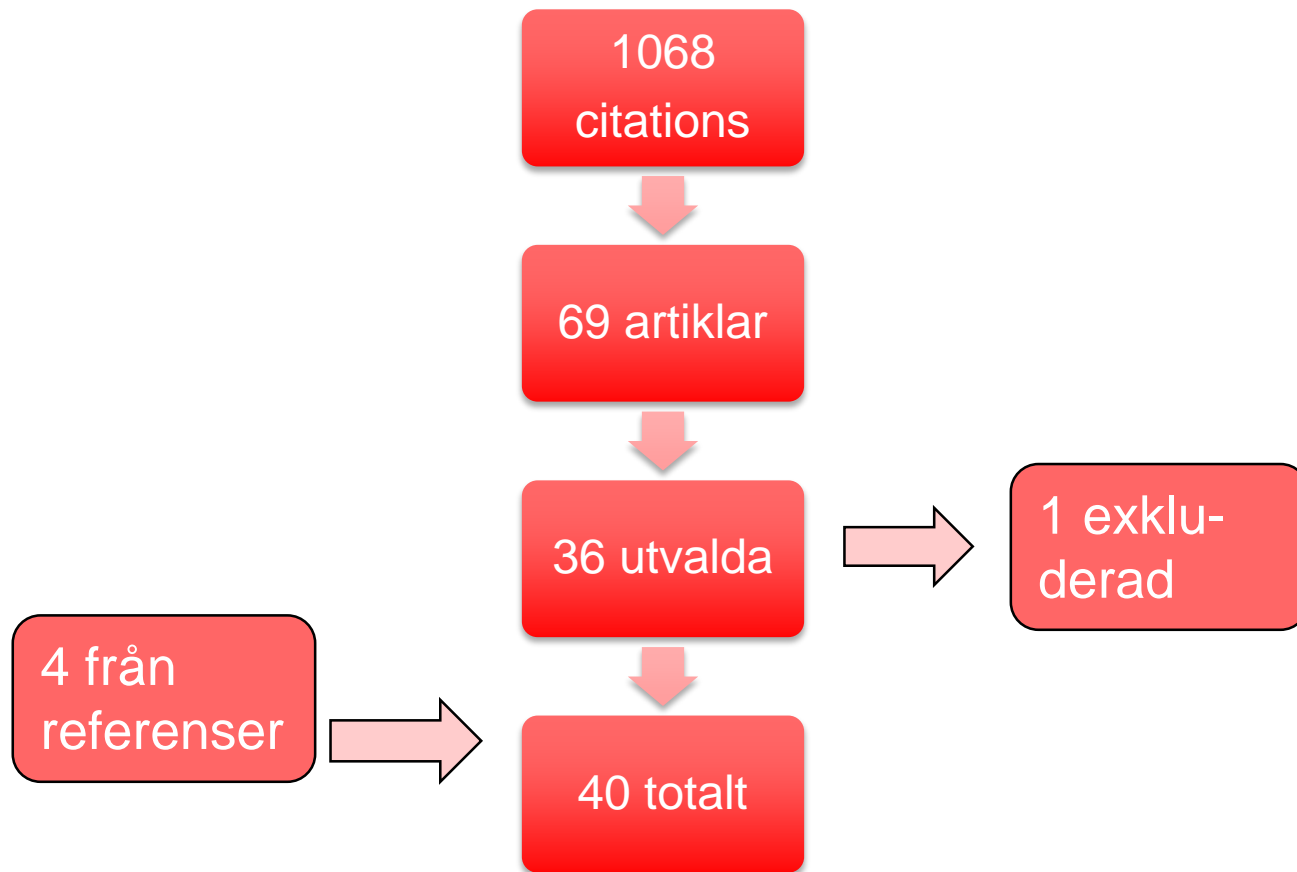 1068
citations
69 artiklar
36 utvalda
1 exklu-
derad
4 från
referenser
40 totalt